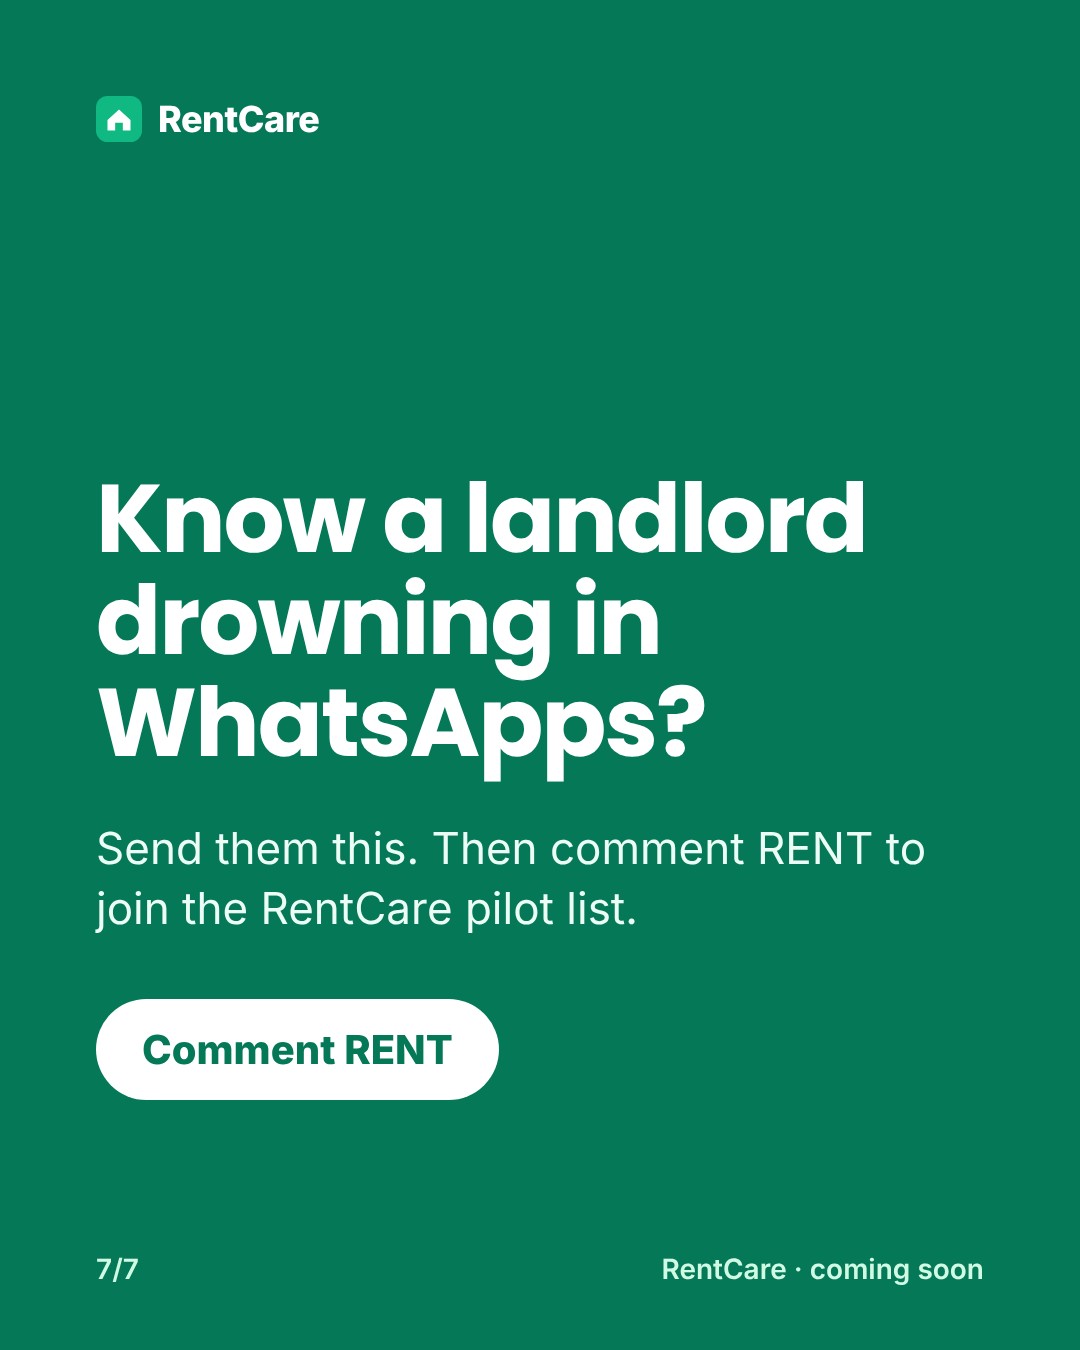 RentCare
Know a landlord
drowning in
WhatsApps?
Send them this. Then comment RENT to
join the RentCare pilot list.
Comment RENT
7/7
RentCare · coming soon